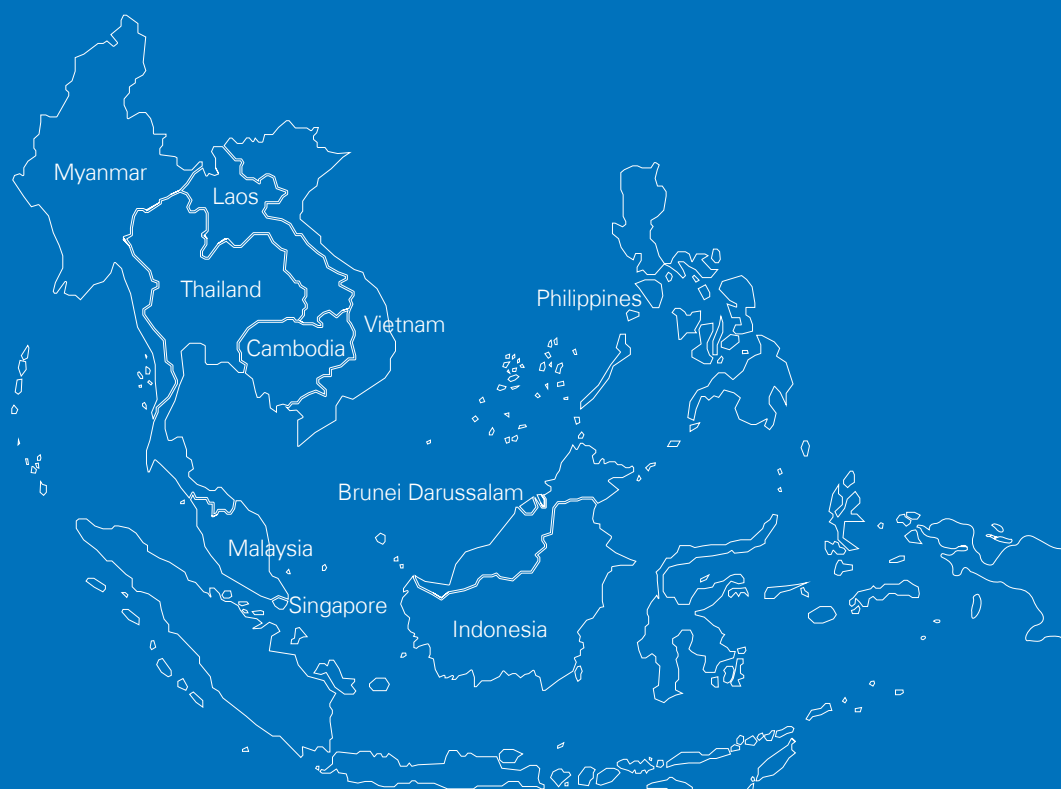 Myanmar
Laos
Thailand
Philippines
Vietnam
Cambodia
Brunei Darussalam
Malaysia
Singapore
Indonesia